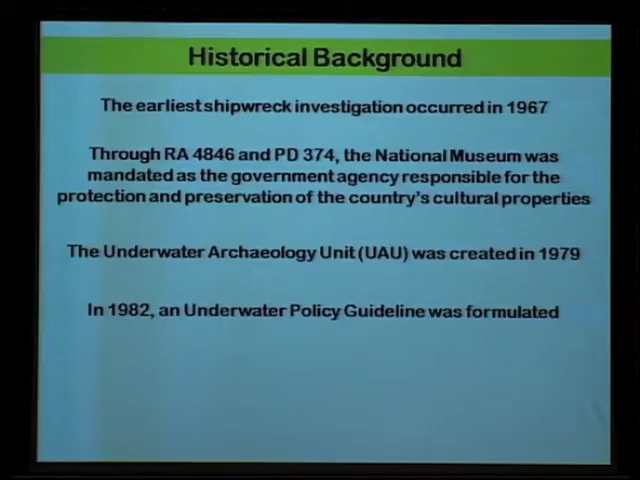 Historical Background
The earliest shipwreck investigation occurred in 1967
Through RA 4846 and PD 374, the National Museum was
mandated as the government agency responsible for the
protection and preservation of the country's cultural properties
The Underwater Archaeology Unit (UAU) was created in 1979
In 1982, an Underwater Policy Guideline was formulated